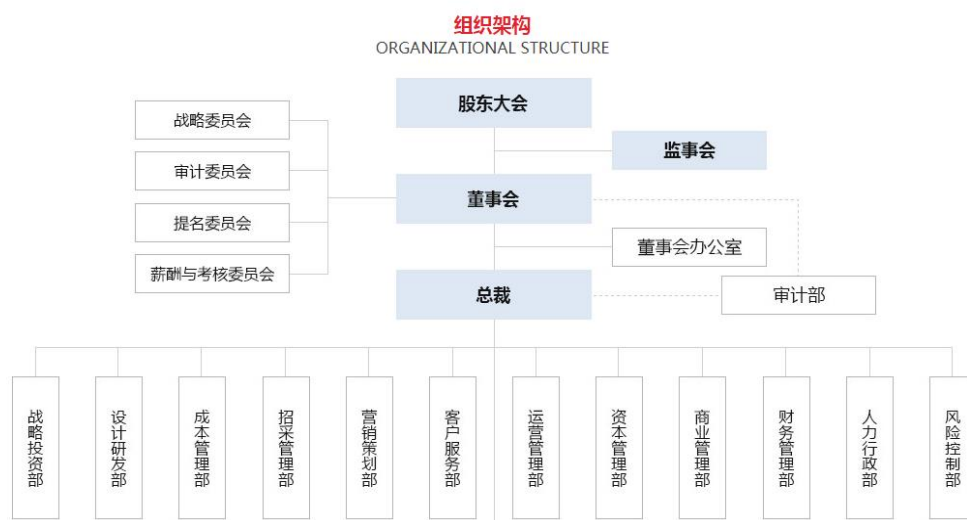 组织架构
ORGANIZATIONAL STRUCTURE
股东大会
战略委员会
监事会
审计委员会
董事会
提名委员会
董事会办公室
薪酬与考核委员会
总裁
审计部
战略投资部
设计研发部
成本管理部
招采管理部
营销策划部
客户服务部
运营管理部
资本管理部
商业管理部
财务管理部
人力行政部
风险控制部